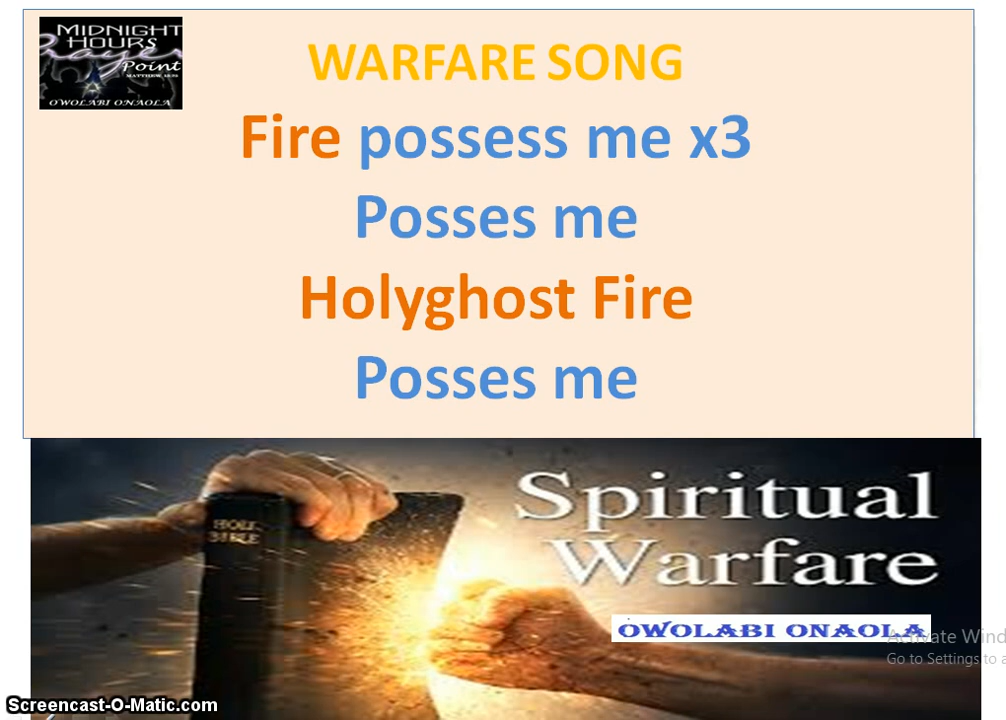 MIDNIGHT
HOURS
Prayer
Point
MATTHEW
OWOLABI ONAOLA
WARFARE SONG
Fire possess me x3
Posses me
Holyghost Fire
Posses me
HOLY
BIBLE
Spiritual
Warfare
OWOLABI ONAOLA
Activate Wind
Go to Settings to a
Screencast-O-Matic.com